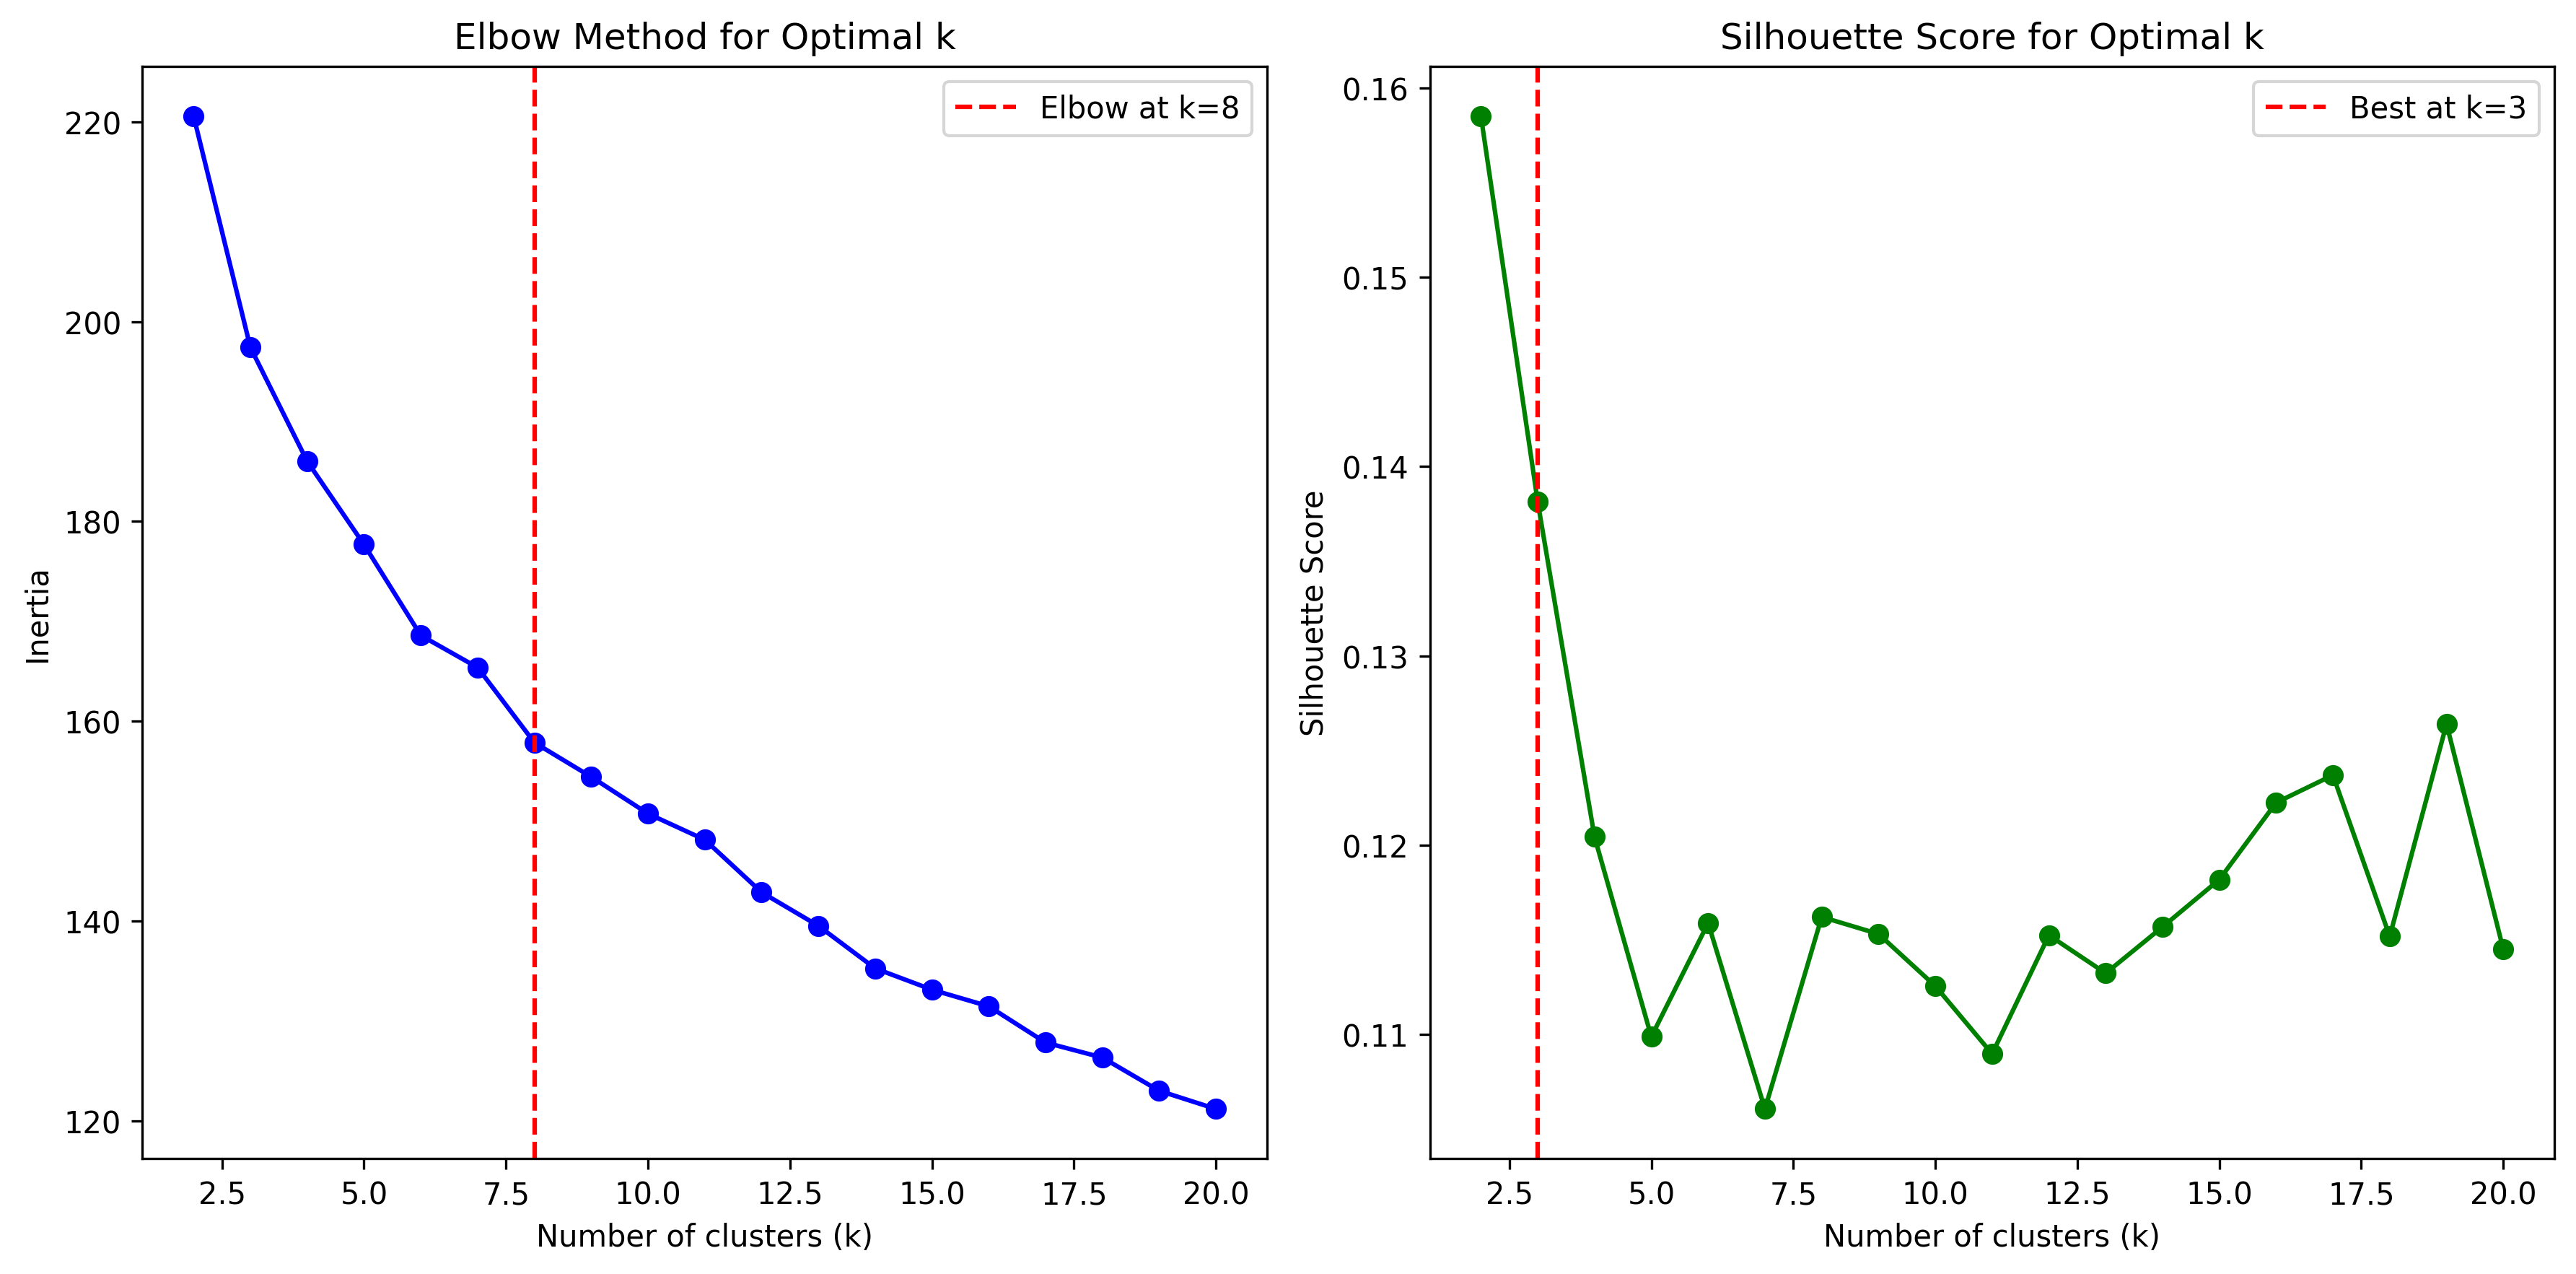 Elbow Method for Optimal k
Elbow at k=8
220
200
180
160
140
120
Inertia
2.5 5.0 7.5 10.0 12.5 15.0 17.5 20.0
Number of clusters (k)
Silhouette Score for Optimal k
Best at k=3
0.16
0.15
0.14
0.13
0.12
0.11
Silhouette Score
2.5 5.0 7.5 10.0 12.5 15.0 17.5 20.0
Number of clusters (k)